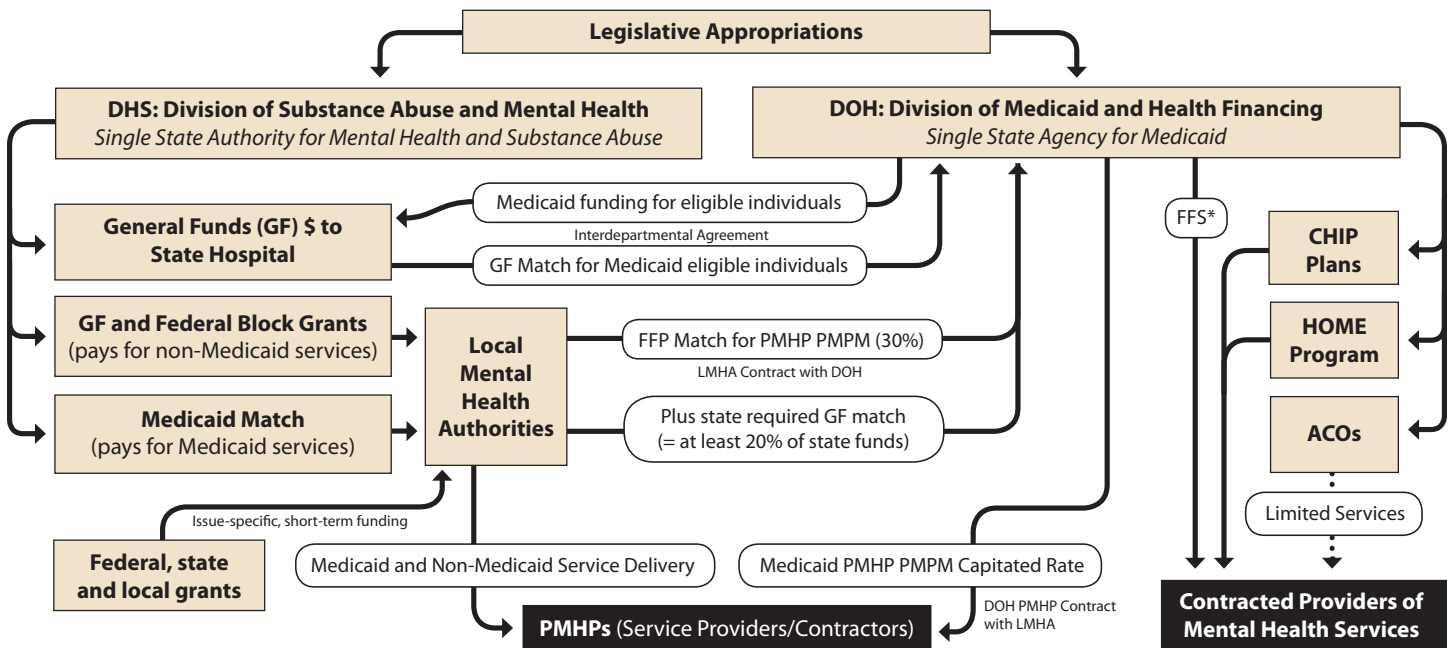 Legislative Appropriations
DHS: Division of Substance Abuse and Mental Health
Single State Authority for Mental Health and Substance Abuse
DOH: Division of Medicaid and Health Financing
Single State Agency for Medicaid
Medicaid funding for eligible individuals
Interdepartmental Agreement
GF Match for Medicaid eligible individuals
General Funds (GF) $ to
State Hospital
FFS*
CHIP
Plans
GF and Federal Block Grants
(pays for non-Medicaid services)
Local
Mental
Health
Authorities
FFP Match for PMHP PMPM (30%)
LMHA Contract with DOH
HOME
Program
Medicaid Match
(pays for Medicaid services)
Plus state required GF match
(= at least 20% of state funds)
ACOs
Limited Services
Issue-specific, short-term funding
Federal, state
and local grants
Medicaid and Non-Medicaid Service Delivery
Medicaid PMHP PMPM Capitated Rate
DOH PMHP Contract
with LMHA
PMHPs (Service Providers/Contractors)
Contracted Providers of
Mental Health Services